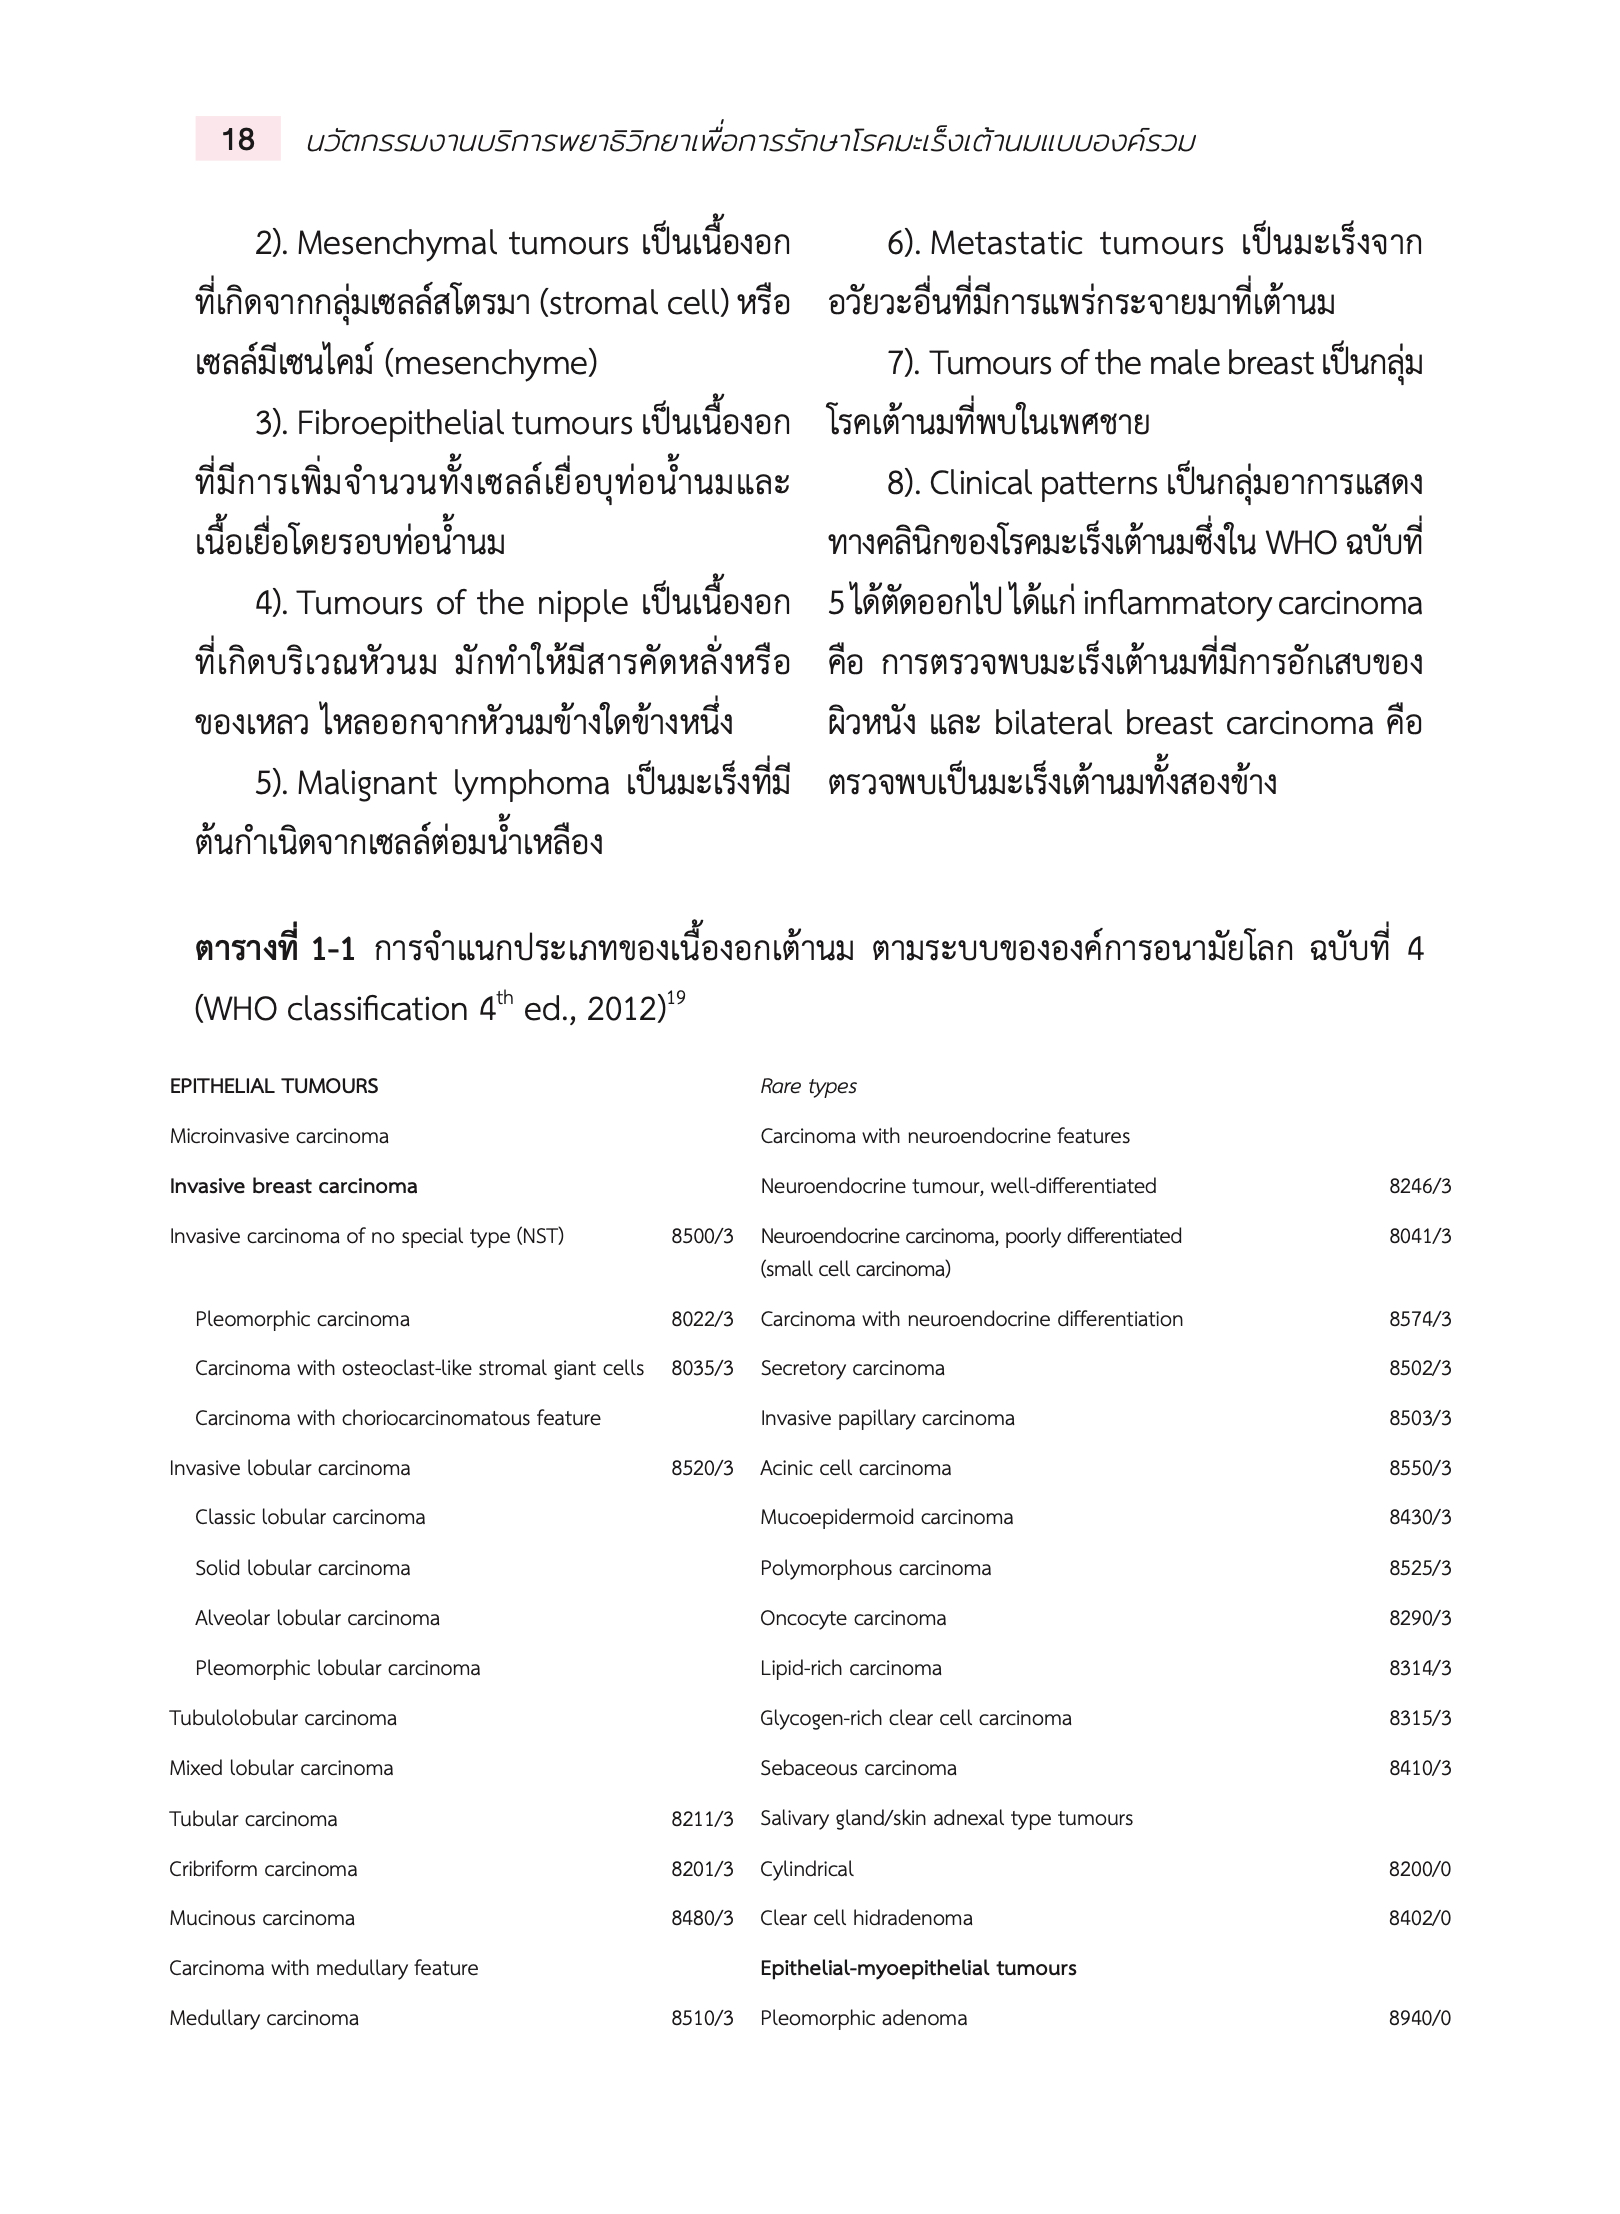 18 นวัตกรรมงานบริการพยาธิวิทยาเพื่อการรักษาโรคมะเร็งเต้านมแบบองค์รวม
2). Mesenchymal tumours เป็นเนื้องอก
ที่เกิดจากกลุ่มเซลล์สโตรมา (stromal cell) หรือ
เซลล์มีเซนไคม์ (mesenchyme)
3). Fibroepithelial tumours เป็นเนื้องอก
ที่มีการเพิ่มจำนวนทั้งเซลล์เยื่อบุท่อน้ำนมและ
เนื้อเยื่อโดยรอบท่อน้ำนม
4). Tumours of the nipple เป็นเนื้องอก
ที่เกิดบริเวณหัวนม มักทำให้มีสารคัดหลั่งหรือ
ของเหลว ไหลออกจากหัวนมข้างใดข้างหนึ่ง
5). Malignant lymphoma เป็นมะเร็งที่มี
ต้นกำเนิดจากเซลล์ต่อมน้ำเหลือง
6). Metastatic tumours เป็นมะเร็งจาก
อวัยวะอื่นที่มีการแพร่กระจายมาที่เต้านม
7). Tumours of the male breast เป็นกลุ่ม
โรคเต้านมที่พบในเพศชาย
8). Clinical patterns เป็นกลุ่มอาการแสดง
ทางคลินิกของโรคมะเร็งเต้านมซึ่งใน WHO ฉบับที่
5 ได้ตัดออกไป ได้แก่ inflammatory carcinoma
คือ การตรวจพบมะเร็งเต้านมที่มีการอักเสบของ
ผิวหนัง และ bilateral breast carcinoma คือ
ตรวจพบเป็นมะเร็งเต้านมทั้งสองข้าง
ตารางที่ 1-1 การจำแนกประเภทของเนื้องอกเต้านม ตามระบบขององค์การอนามัยโลก ฉบับที่ 4
(WHO classification 4th ed., 2012)19
EPITHELIAL TUMOURS
Microinvasive carcinoma
Invasive breast carcinoma
Invasive carcinoma of no special type (NST) 8500/3
Pleomorphic carcinoma 8022/3
Carcinoma with osteoclast-like stromal giant cells 8035/3
Carcinoma with choriocarcinomatous feature
Invasive lobular carcinoma 8520/3
Classic lobular carcinoma
Solid lobular carcinoma
Alveolar lobular carcinoma
Pleomorphic lobular carcinoma
Tubulolobular carcinoma
Mixed lobular carcinoma
Tubular carcinoma 8211/3
Cribriform carcinoma 8201/3
Mucinous carcinoma 8480/3
Carcinoma with medullary feature
Medullary carcinoma 8510/3
Rare types
Carcinoma with neuroendocrine features
Neuroendocrine tumour, well-differentiated 8246/3
Neuroendocrine carcinoma, poorly differentiated 8041/3
(small cell carcinoma)
Carcinoma with neuroendocrine differentiation 8574/3
Secretory carcinoma 8502/3
Invasive papillary carcinoma 8503/3
Acinic cell carcinoma 8550/3
Mucoepidermoid carcinoma 8430/3
Polymorphous carcinoma 8525/3
Oncocyte carcinoma 8290/3
Lipid-rich carcinoma 8314/3
Glycogen-rich clear cell carcinoma 8315/3
Sebaceous carcinoma 8410/3
Salivary gland/skin adnexal type tumours
Cylindrical 8200/0
Clear cell hidradenoma 8402/0
Epithelial-myoepithelial tumours
Pleomorphic adenoma 8940/0